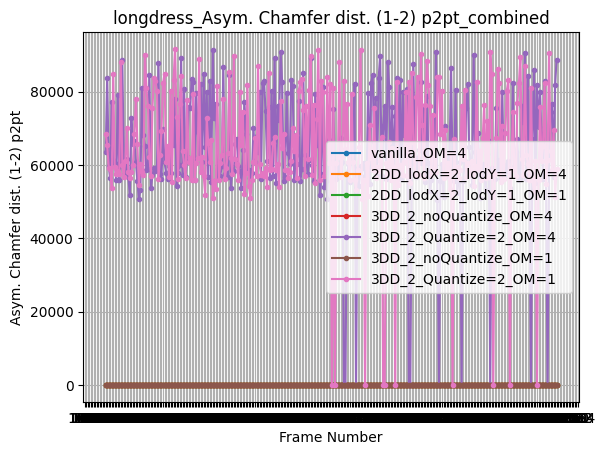 longdress_Asym. Chamfer dist. (1-2) p2pt_combined
Asym. Chamfer dist. (1-2) p2pt
80000
60000
40000
20000
0
vanilla_OM=4
2DD_lodX=2_lodY=1_OM=4
2DD_lodX=2_lodY=1_OM=1
3DD_2_noQuantize_OM=4
3DD_2_Quantize=2_OM=4
3DD_2_noQuantize_OM=1
3DD_2_Quantize=2_OM=1
Frame Number